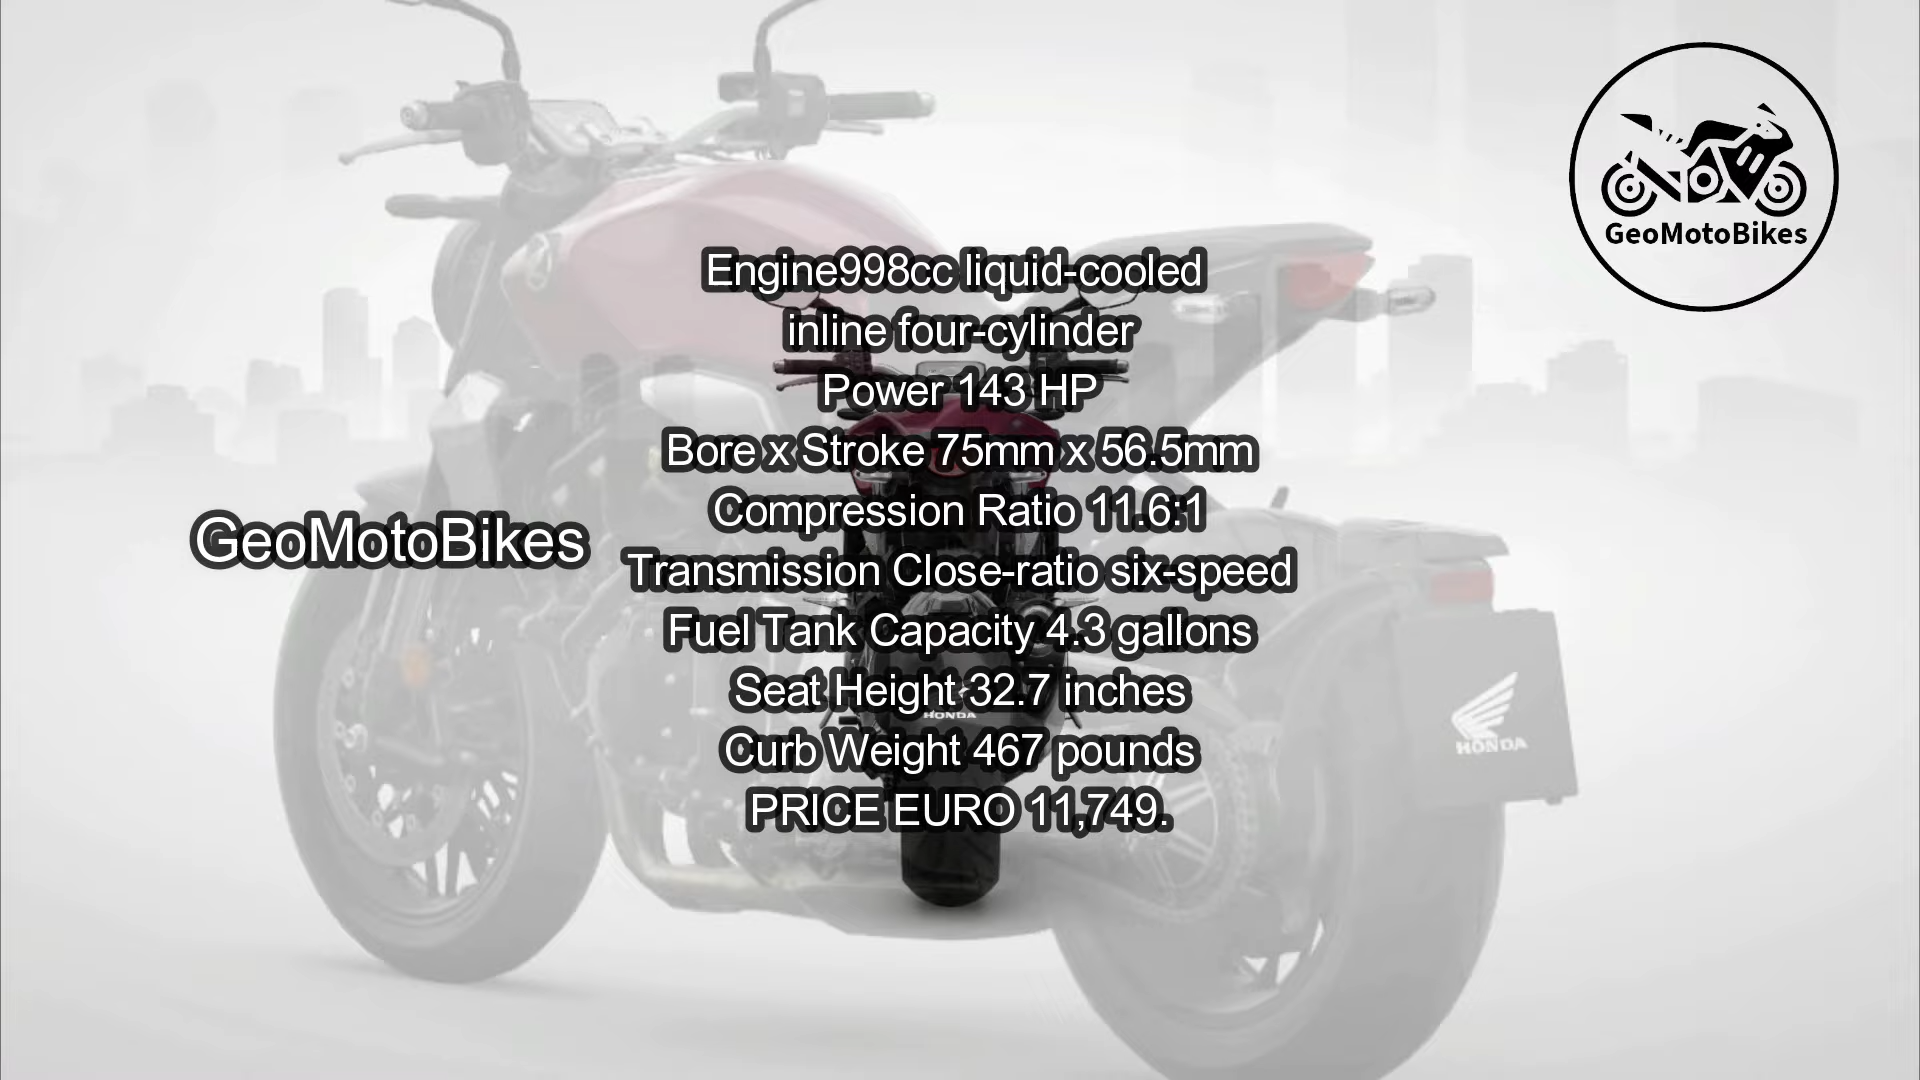 GeoMotoBikes
Engine998cc liquid-cooled
inline four-cylinder
Power 143 HP
Bore x Stroke 75mm x 56.5mm
Compression Ratio 11.6:1
GeoMotoBikes
Transmission Close-ratio six-speed
Fuel Tank Capacity 4.3 gallons
Seat Height 32.7 inches
HONDA
Curb Weight 467 pounds
HONDA
PRICE EURO 11,749.